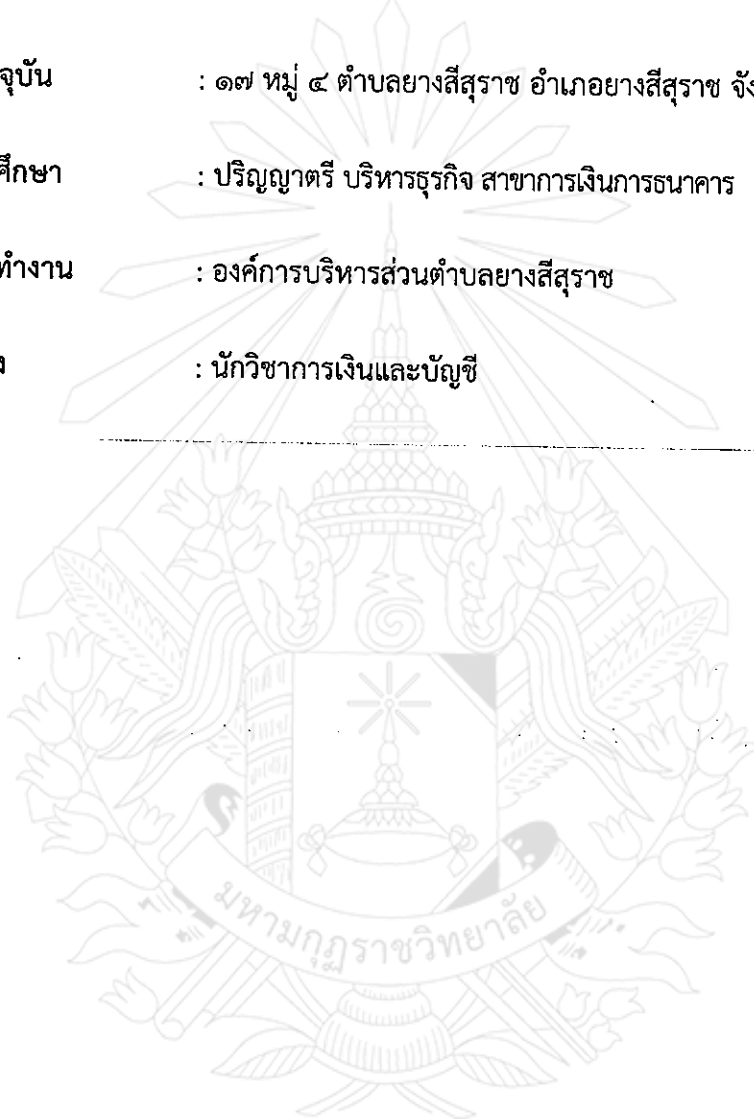 จุบัน : ๑๗ หมู่ ๔ ตำบลยางสีสุราช อำเภอยางสีสุราช จัง
ศึกษา : ปริญญาตรี บริหารธุรกิจ สาขาการเงินการธนาคาร
ทำงาน : องค์การบริหารส่วนตำบลยางสีสุราช
ง : นักวิชาการเงินและบัญชี
มหามกุฏราชวิทยาลัย